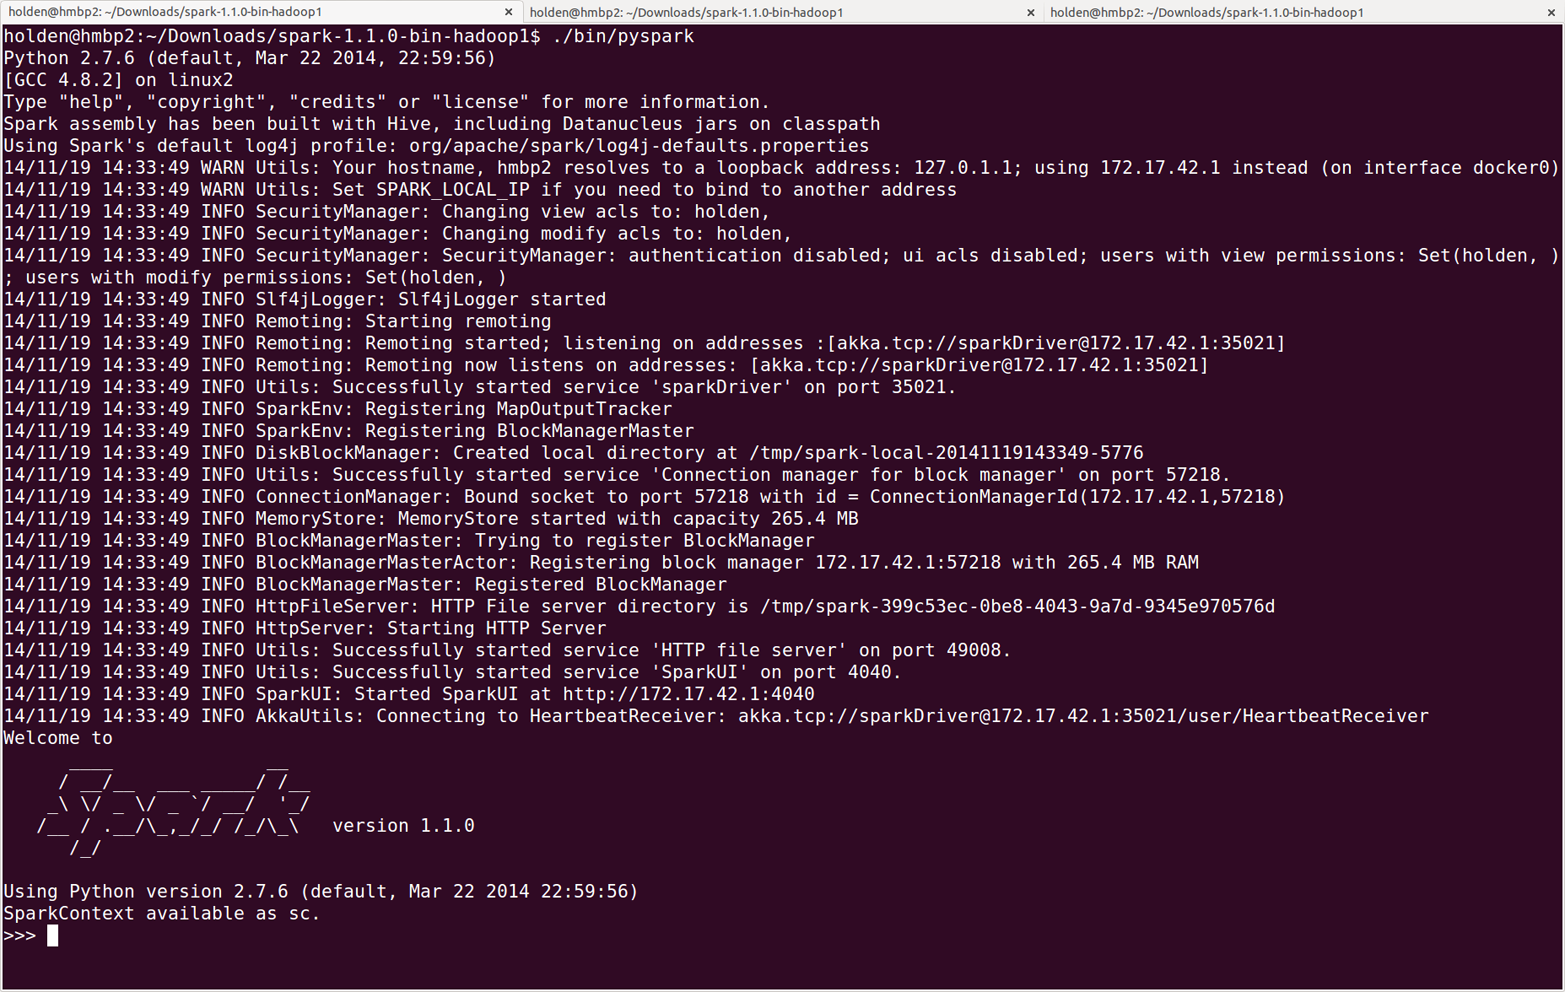 holden@hmbp2: ~/Downloads/spark-1.1.0-bin-hadoop1 × holden@hmbp2: ~/Downloads/spark-1.1.0-bin-hadoop1 × holden@hmbp2: ~/Downloads/spark-1.1.0-bin-hadoop1 ×
holden@hmbp2:~/Downloads/spark-1.1.0-bin-hadoop1$ ./bin/pyspark
Python 2.7.6 (default, Mar 22 2014, 22:59:56)
[GCC 4.8.2] on linux2
Type "help", "copyright", "credits" or "license" for more information.
Spark assembly has been built with Hive, including Datanucleus jars on classpath
Using Spark's default log4j profile: org/apache/spark/log4j-defaults.properties
14/11/19 14:33:49 WARN Utils: Your hostname, hmbp2 resolves to a loopback address: 127.0.1.1; using 172.17.42.1 instead (on interface docker0)
14/11/19 14:33:49 WARN Utils: Set SPARK_LOCAL_IP if you need to bind to another address
14/11/19 14:33:49 INFO SecurityManager: Changing view acls to: holden,
14/11/19 14:33:49 INFO SecurityManager: Changing modify acls to: holden,
14/11/19 14:33:49 INFO SecurityManager: SecurityManager: authentication disabled; ui acls disabled; users with view permissions: Set(holden, )
; users with modify permissions: Set(holden, )
14/11/19 14:33:49 INFO Slf4jLogger: Slf4jLogger started
14/11/19 14:33:49 INFO Remoting: Starting remoting
14/11/19 14:33:49 INFO Remoting: Remoting started; listening on addresses :[akka.tcp://sparkDriver@172.17.42.1:35021]
14/11/19 14:33:49 INFO Remoting: Remoting now listens on addresses: [akka.tcp://sparkDriver@172.17.42.1:35021]
14/11/19 14:33:49 INFO Utils: Successfully started service 'sparkDriver' on port 35021.
14/11/19 14:33:49 INFO SparkEnv: Registering MapOutputTracker
14/11/19 14:33:49 INFO SparkEnv: Registering BlockManagerMaster
14/11/19 14:33:49 INFO DiskBlockManager: Created local directory at /tmp/spark-local-20141119143349-5776
14/11/19 14:33:49 INFO Utils: Successfully started service 'Connection manager for block manager' on port 57218.
14/11/19 14:33:49 INFO ConnectionManager: Bound socket to port 57218 with id = ConnectionManagerId(172.17.42.1,57218)
14/11/19 14:33:49 INFO MemoryStore: MemoryStore started with capacity 265.4 MB
14/11/19 14:33:49 INFO BlockManagerMaster: Trying to register BlockManager
14/11/19 14:33:49 INFO BlockManagerMasterActor: Registering block manager 172.17.42.1:57218 with 265.4 MB RAM
14/11/19 14:33:49 INFO BlockManagerMaster: Registered BlockManager
14/11/19 14:33:49 INFO HttpFileServer: HTTP File server directory is /tmp/spark-399c53ec-0be8-4043-9a7d-9345e970576d
14/11/19 14:33:49 INFO HttpServer: Starting HTTP Server
14/11/19 14:33:49 INFO Utils: Successfully started service 'HTTP file server' on port 49008.
14/11/19 14:33:49 INFO Utils: Successfully started service 'SparkUI' on port 4040.
14/11/19 14:33:49 INFO SparkUI: Started SparkUI at http://172.17.42.1:4040
14/11/19 14:33:49 INFO AkkaUtils: Connecting to HeartbeatReceiver: akka.tcp://sparkDriver@172.17.42.1:35021/user/HeartbeatReceiver
Welcome to
      ____              __
     / __/__  ___ _____/ /__
    _\ \/ _ \/ _ `/ __/  '_/
   /__ / .__/\_,_/_/ /_/\_\   version 1.1.0
      /_/
Using Python version 2.7.6 (default, Mar 22 2014 22:59:56)
SparkContext available as sc.
>>>